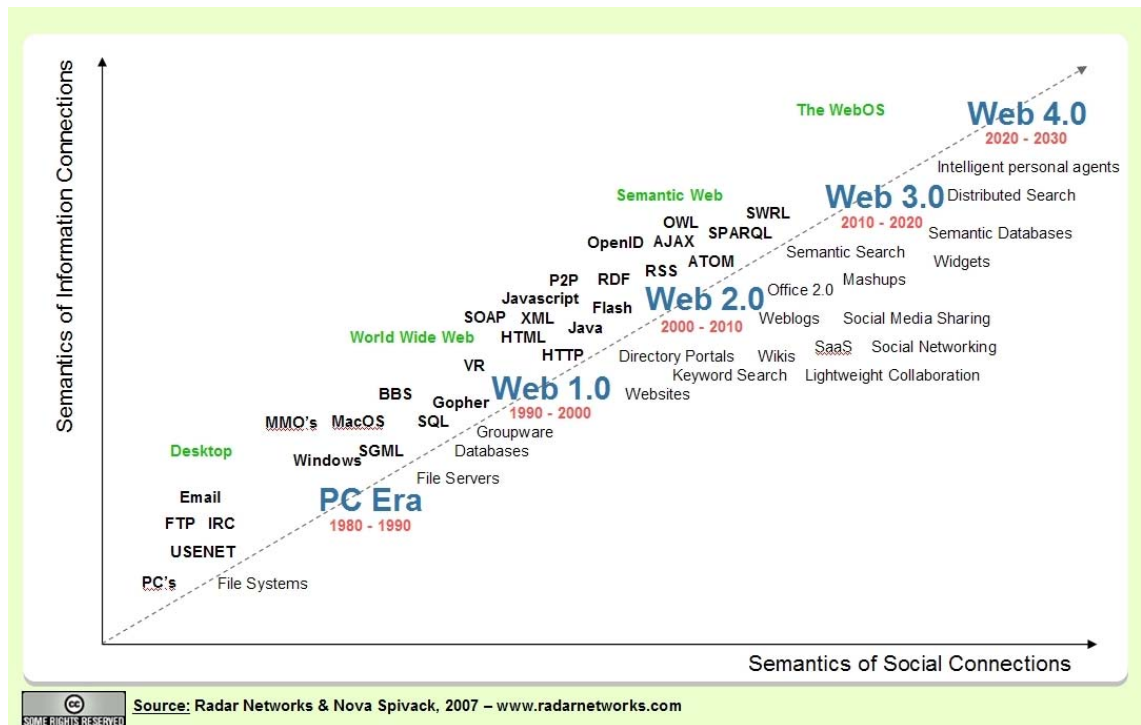 Semantics of Information Connections
The WebOS
Web 4.0
2020 - 2030
Intelligent personal agents
Semantic Web
Web 3.0
Distributed Search
2010 - 2020
SWRL
OWL
SPARQL
Semantic Databases
OpenID
AJAX
Semantic Search
Widgets
ATOM
RSS
Mashups
P2P
RDF
Office 2.0
Javascript
Web 2.0
2000 - 2010
Flash
SOAP
XML
Java
Weblogs
Social Media Sharing
World Wide Web
HTML
SaaS
Social Networking
HTTP
Directory Portals
Wikis
VR
Keyword Search
Lightweight Collaboration
Web 1.0
1990 - 2000
Websites
BBS
Gopher
MMO's
MacOS
SQL
Groupware
Desktop
SGML
Databases
Windows
File Servers
PC Era
1980 - 1990
Email
FTP IRC
USENET
PC's
File Systems
Semantics of Social Connections
cc
SOME RIGHTS RESERVED
Source: Radar Networks & Nova Spivack, 2007 – www.radarnetworks.com